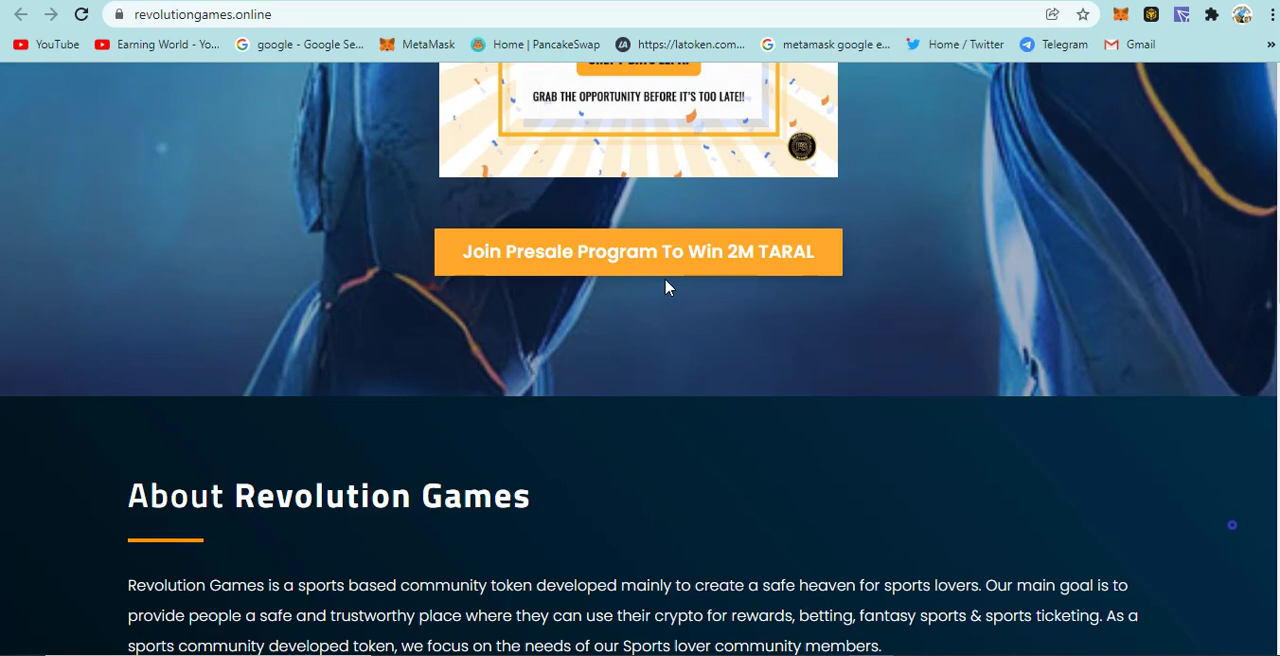 revolutiongames.online
YouTube
Earning World - Yo...
google - Google Se...
MetaMask
Home | PancakeSwap
https://latoken.com...
metamask google e...
Home / Twitter
Telegram
Gmail
»
GRAB THE OPPORTUNITY BEFORE IT'S TOO LATE!!
Join Presale Program To Win 2M TARAL
About Revolution Games
Revolution Games is a sports based community token developed mainly to create a safe heaven for sports lovers. Our main goal is to
provide people a safe and trustworthy place where they can use their crypto for rewards, betting, fantasy sports & sports ticketing. As a
sports community developed token, we focus on the needs of our Sports lover community members.